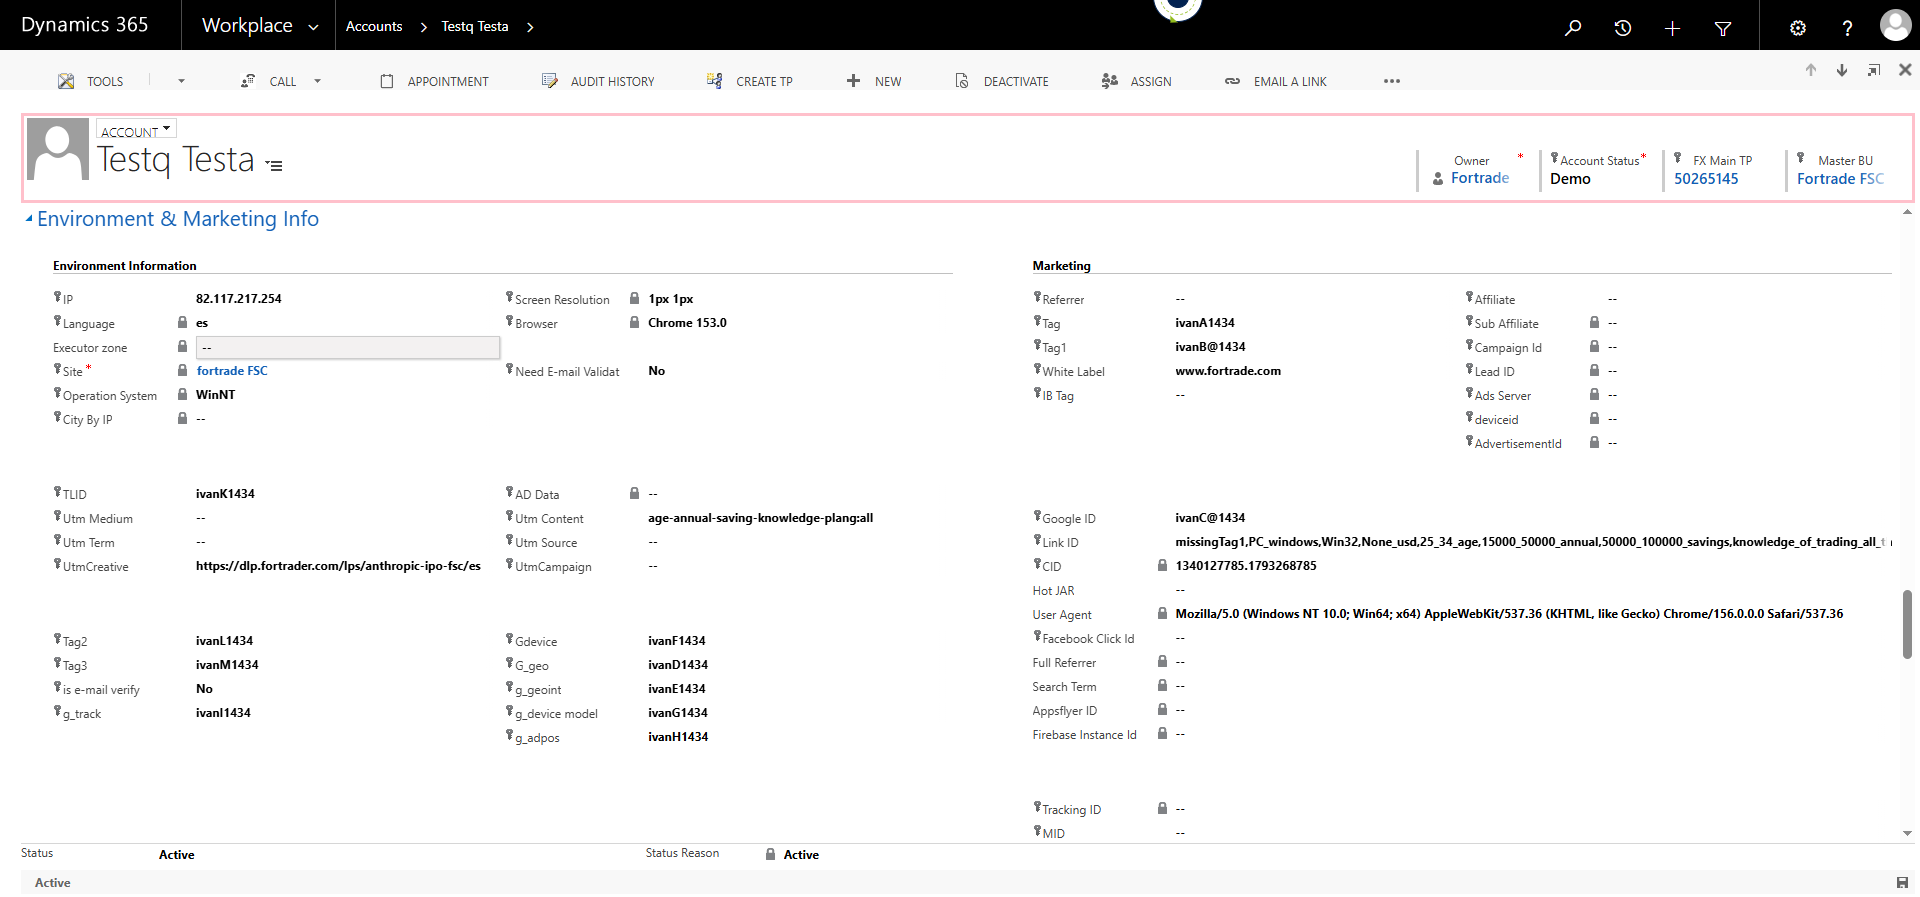 Dynamics 365 Workplace Accounts Testq Testa
TOOLS CALL APPOINTMENT AUDIT HISTORY CREATE TP NEW DEACTIVATE ASSIGN EMAIL A LINK
ACCOUNT
Testq Testa
Owner * Account Status * FX Main TP Master BU
Fortrade Demo 50265145 Fortrade FSC
Environment & Marketing Info
Environment Information Marketing
IP 82.117.217.254 Screen Resolution 1px 1px Referrer -- Affiliate --
Language es Browser Chrome 153.0 Tag ivanA1434 Sub Affiliate --
Executor zone -- Tag1 ivanB@1434 Campaign Id --
Site * fortrade FSC Need E-mail Validat No White Label www.fortrade.com Lead ID --
Operation System WinNT IB Tag -- Ads Server --
City By IP -- deviceid --
AdvertisementId --
TLID ivanK1434 AD Data --
Utm Medium -- Utm Content age-annual-saving-knowledge-plang:all Google ID ivanC@1434
Utm Term -- Utm Source -- Link ID missingTag1,PC_windows,Win32,None_usd,25_34_age,15000_50000_annual,50000_100000_savings,knowledge_of_trading_all_t
UtmCreative https://dlp.fortrader.com/lps/anthropic-ipo-fsc/es UtmCampaign -- CID 1340127785.1793268785
Hot JAR --
User Agent Mozilla/5.0 (Windows NT 10.0; Win64; x64) AppleWebKit/537.36 (KHTML, like Gecko) Chrome/156.0.0.0 Safari/537.36
Tag2 ivanL1434 Gdevice ivanF1434 Facebook Click Id --
Tag3 ivanM1434 G_geo ivanD1434 Full Referrer --
is e-mail verify No g_geoint ivanE1434 Search Term --
g_track ivanI1434 g_device model ivanG1434 Appsflyer ID --
g_adpos ivanH1434 Firebase Instance Id --
Tracking ID --
MID --
Status Active Status Reason Active
Active